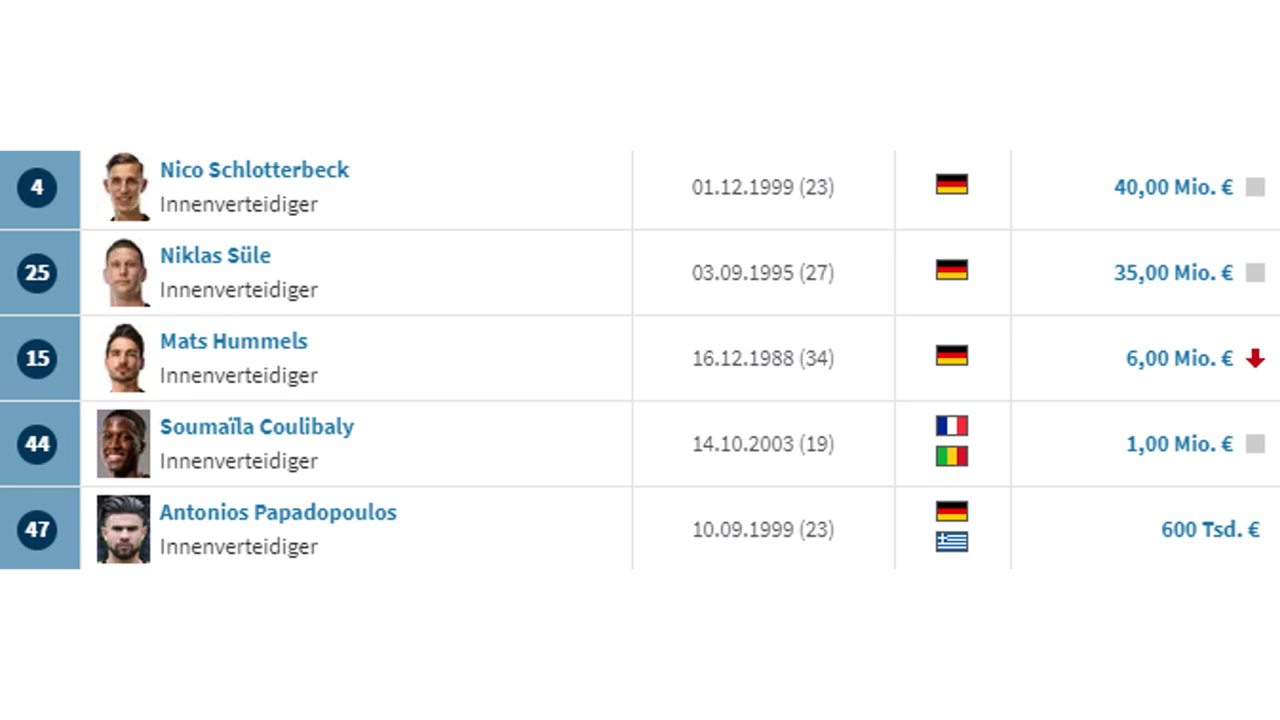 4 Nico Schlotterbeck 01.12.1999 (23) 40,00 Mio. €
Innenverteidiger
25 Niklas Süle 03.09.1995 (27) 35,00 Mio. €
Innenverteidiger
15 Mats Hummels 16.12.1988 (34) 6,00 Mio. €
Innenverteidiger
44 Soumaïla Coulibaly 14.10.2003 (19) 1,00 Mio. €
Innenverteidiger
47 Antonios Papadopoulos 10.09.1999 (23) 600 Tsd. €
Innenverteidiger